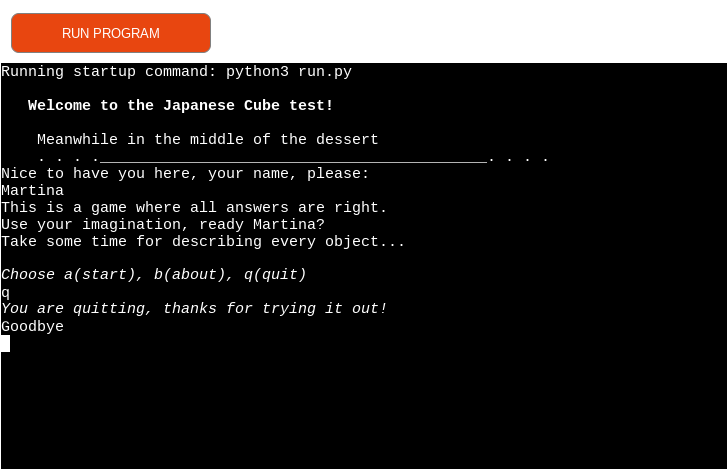 RUN PROGRAM
Running startup command: python3 run.py
Welcome to the Japanese Cube test!
Meanwhile in the middle of the dessert
. . . .___________________________________________. . . .
Nice to have you here, your name, please:
Martina
This is a game where all answers are right.
Use your imagination, ready Martina?
Take some time for describing every object...
Choose a(start), b(about), q(quit)
q
You are quitting, thanks for trying it out!
Goodbye